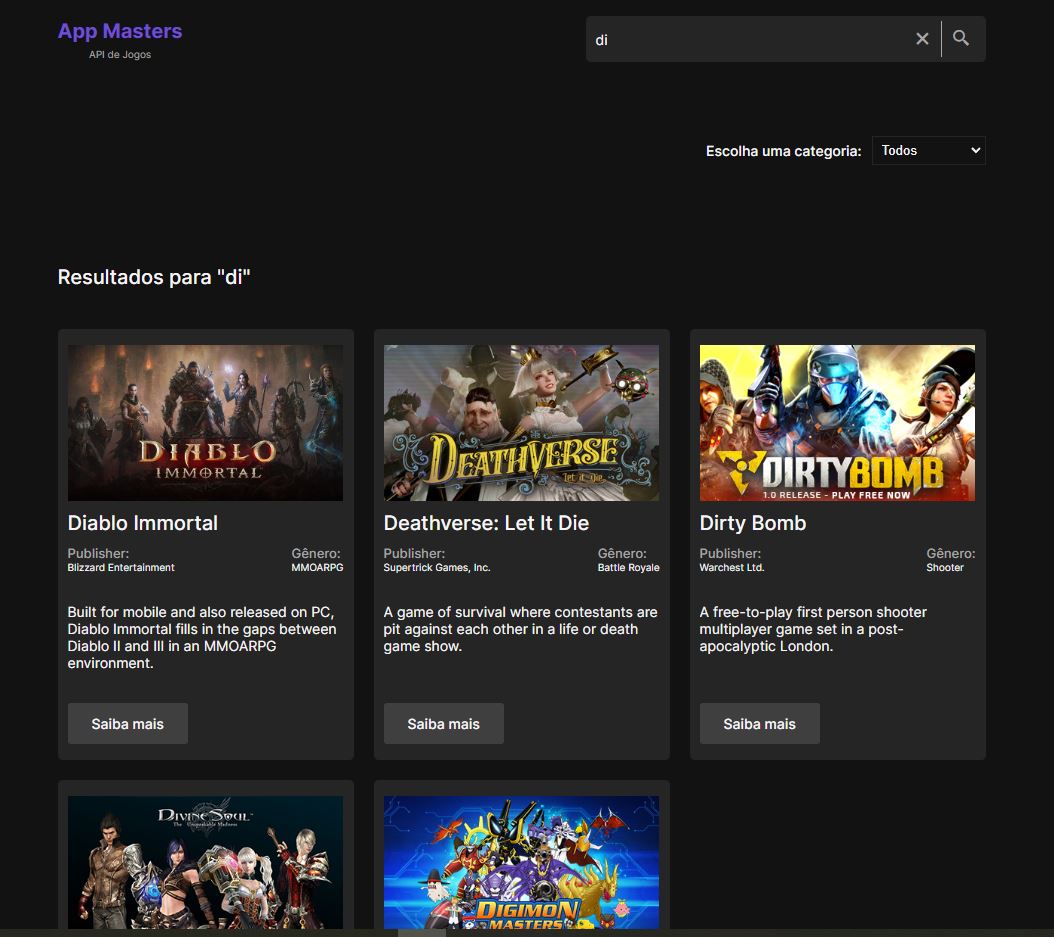 App Masters
API de Jogos
di
Escolha uma categoria: Todos
Resultados para "di"
DIABLO
IMMORTAL
Diablo Immortal
Publisher: Gênero:
Blizzard Entertainment MMOARPG
Built for mobile and also released on PC,
Diablo Immortal fills in the gaps between
Diablo II and III in an MMOARPG
environment.
Saiba mais
DEATHVERSE
Let it Die
Deathverse: Let It Die
Publisher: Gênero:
Supertrick Games, Inc. Battle Royale
A game of survival where contestants are
pit against each other in a life or death
game show.
Saiba mais
DIRTYBOMB
1.0 RELEASE - PLAY FREE NOW
Dirty Bomb
Publisher: Gênero:
Warchest Ltd. Shooter
A free-to-play first person shooter
multiplayer game set in a post-
apocalyptic London.
Saiba mais
DIVINE SOUL
DIGIMON
MASTERS